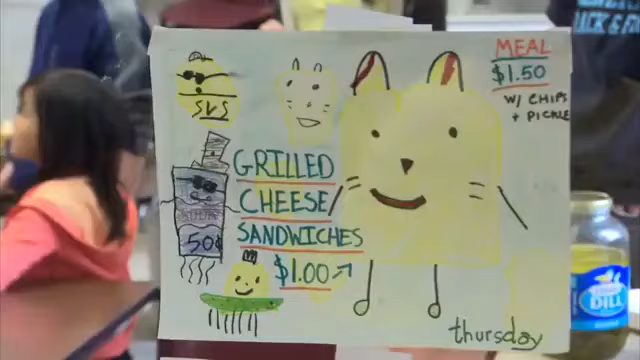 SVS
MEAL
$1.50
W/ CHIPS
+ PICKLE
GRILLED
CHEESE
SANDWICHES
$1.00
50¢
thursday
DILL